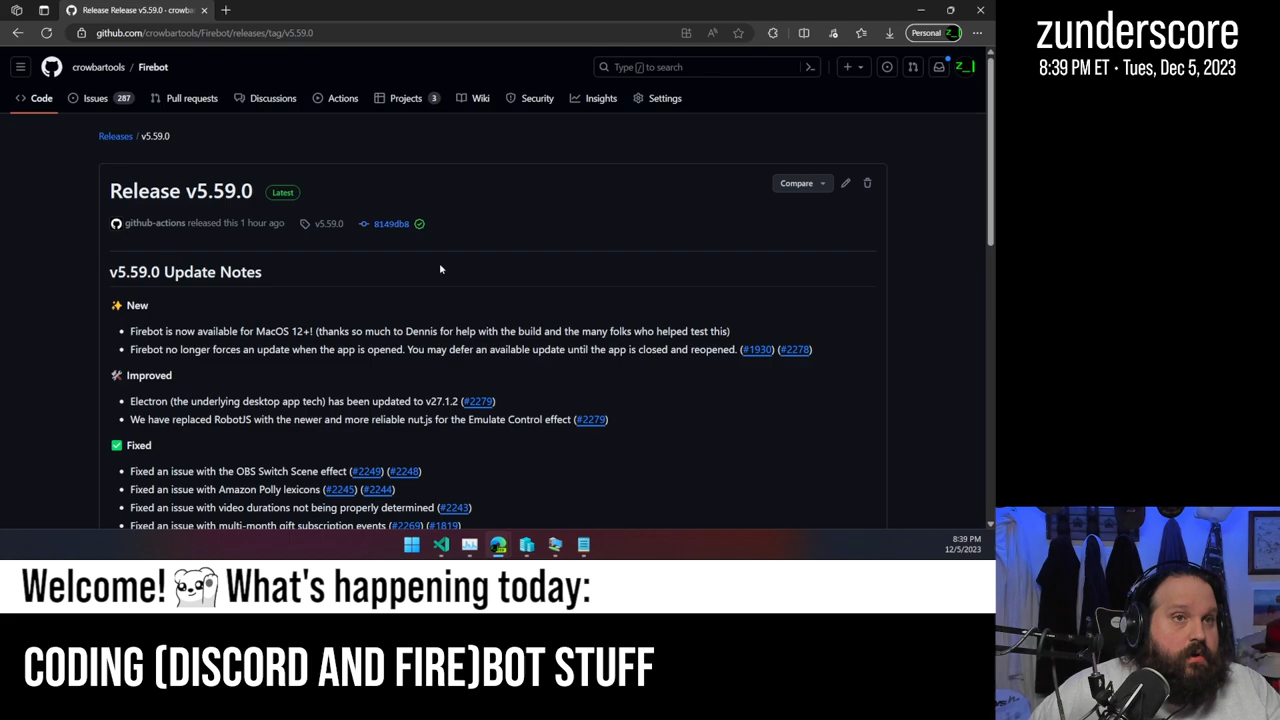 Release Release v5.59.0 · crowba
github.com/crowbartools/Firebot/releases/tag/v5.59.0
Personal
crowbartools / Firebot
Type / to search
Code
Issues 287
Pull requests
Discussions
Actions
Projects 3
Wiki
Security
Insights
Settings
Releases / v5.59.0
Release v5.59.0 Latest
Compare
github-actions released this 1 hour ago v5.59.0 8149db8
v5.59.0 Update Notes
✨ New
• Firebot is now available for MacOS 12+! (thanks so much to Dennis for help with the build and the many folks who helped test this)
• Firebot no longer forces an update when the app is opened. You may defer an available update until the app is closed and reopened. (#1930) (#2278)
🛠️ Improved
• Electron (the underlying desktop app tech) has been updated to v27.1.2 (#2279)
• We have replaced RobotJS with the newer and more reliable nut.js for the Emulate Control effect (#2279)
✅ Fixed
• Fixed an issue with the OBS Switch Scene effect (#2249) (#2248)
• Fixed an issue with Amazon Polly lexicons (#2245) (#2244)
• Fixed an issue with video durations not being properly determined (#2243)
• Fixed an issue with multi-month gift subscription events (#2269) (#1819)
8:39 PM
12/5/2023
zunderscore
8:39 PM ET · Tues, Dec 5, 2023
Welcome! What's happening today:
CODING (DISCORD AND FIRE)BOT STUFF